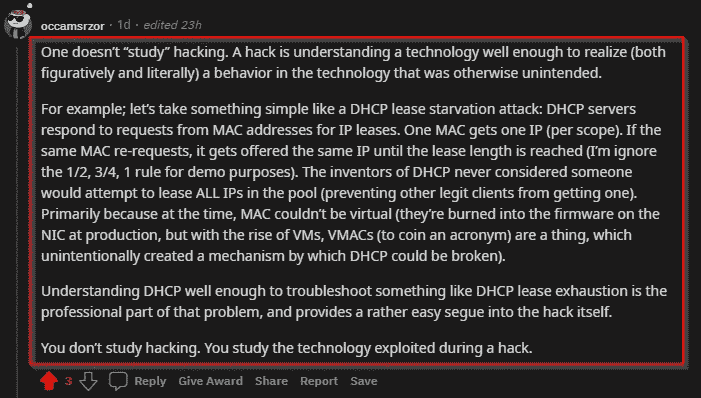 occamsrzor · 1d · edited 23h
One doesn’t “study” hacking. A hack is understanding a technology well enough to realize (both
figuratively and literally) a behavior in the technology that was otherwise unintended.
For example; let’s take something simple like a DHCP lease starvation attack: DHCP servers
respond to requests from MAC addresses for IP leases. One MAC gets one IP (per scope). If the
same MAC re-requests, it gets offered the same IP until the lease length is reached (I’m ignore
the 1/2, 3/4, 1 rule for demo purposes). The inventors of DHCP never considered someone
would attempt to lease ALL IPs in the pool (preventing other legit clients from getting one).
Primarily because at the time, MAC couldn’t be virtual (they’re burned into the firmware on the
NIC at production, but with the rise of VMs, VMACs (to coin an acronym) are a thing, which
unintentionally created a mechanism by which DHCP could be broken).
Understanding DHCP well enough to troubleshoot something like DHCP lease exhaustion is the
professional part of that problem, and provides a rather easy segue into the hack itself.
You don’t study hacking. You study the technology exploited during a hack.
3 Reply Give Award Share Report Save